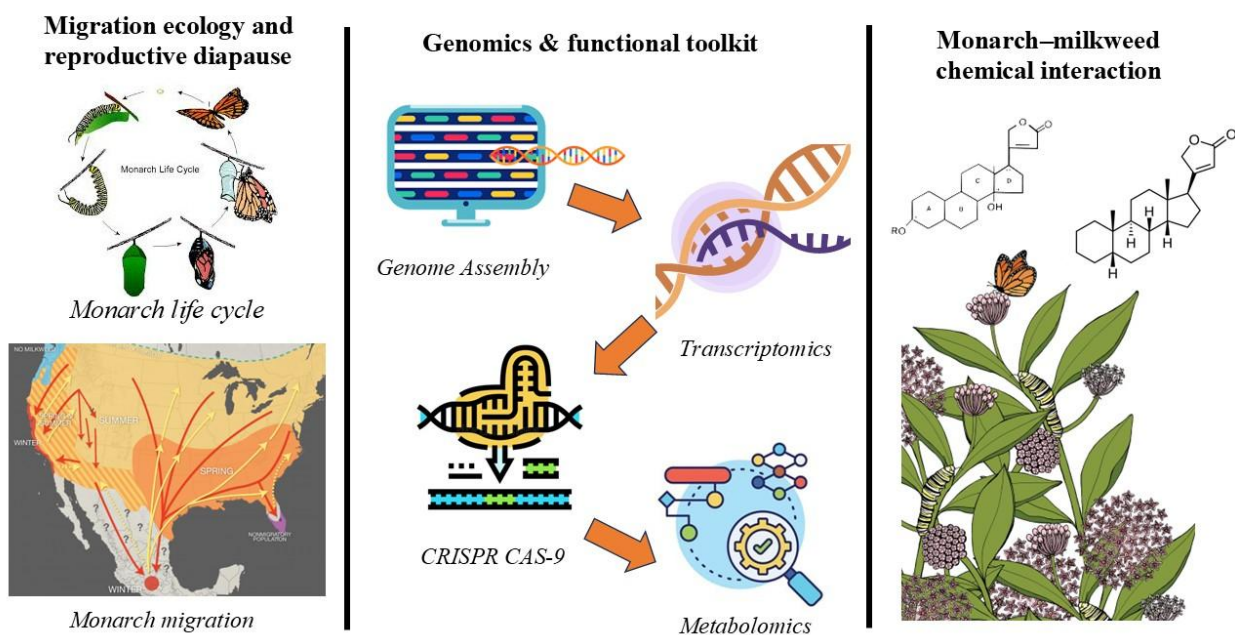 Migration ecology and
reproductive diapause
Monarch Life Cycle
Monarch life cycle
NO MILKWEED
SUMMER
WINTER
SPRING
NONMIGRATORY
POPULATION
? ? ? ? ? ?
WINTER
Monarch migration
Genomics & functional toolkit
Genome Assembly
Transcriptomics
CRISPR CAS-9
Metabolomics
Monarch–milkweed
chemical interaction
O
O
C
D
A
B
OH
RO
O
O
H
H
H
H